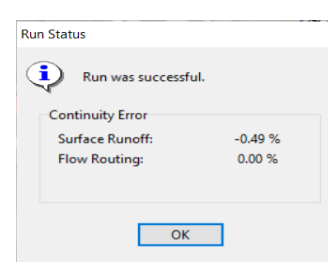 Run Status
Run was successful.
Continuity Error
Surface Runoff: -0.49 %
Flow Routing: 0.00 %
OK